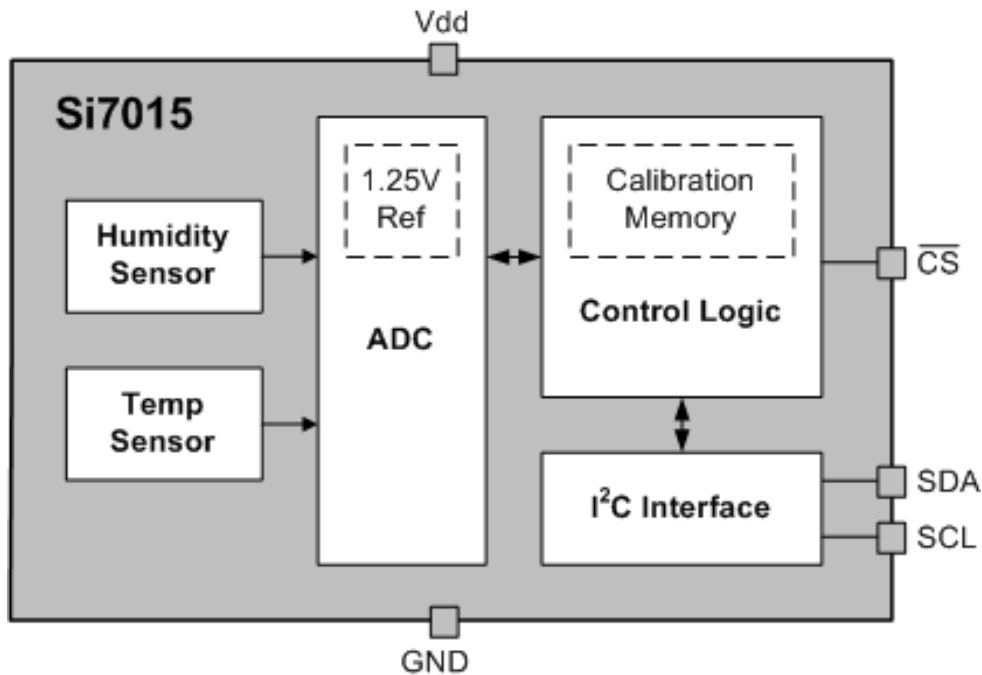 Vdd
Si7015
1.25V
Ref
Calibration
Memory
Humidity
Sensor
C̅S̅
Control Logic
ADC
Temp
Sensor
SDA
I²C Interface
SCL
GND